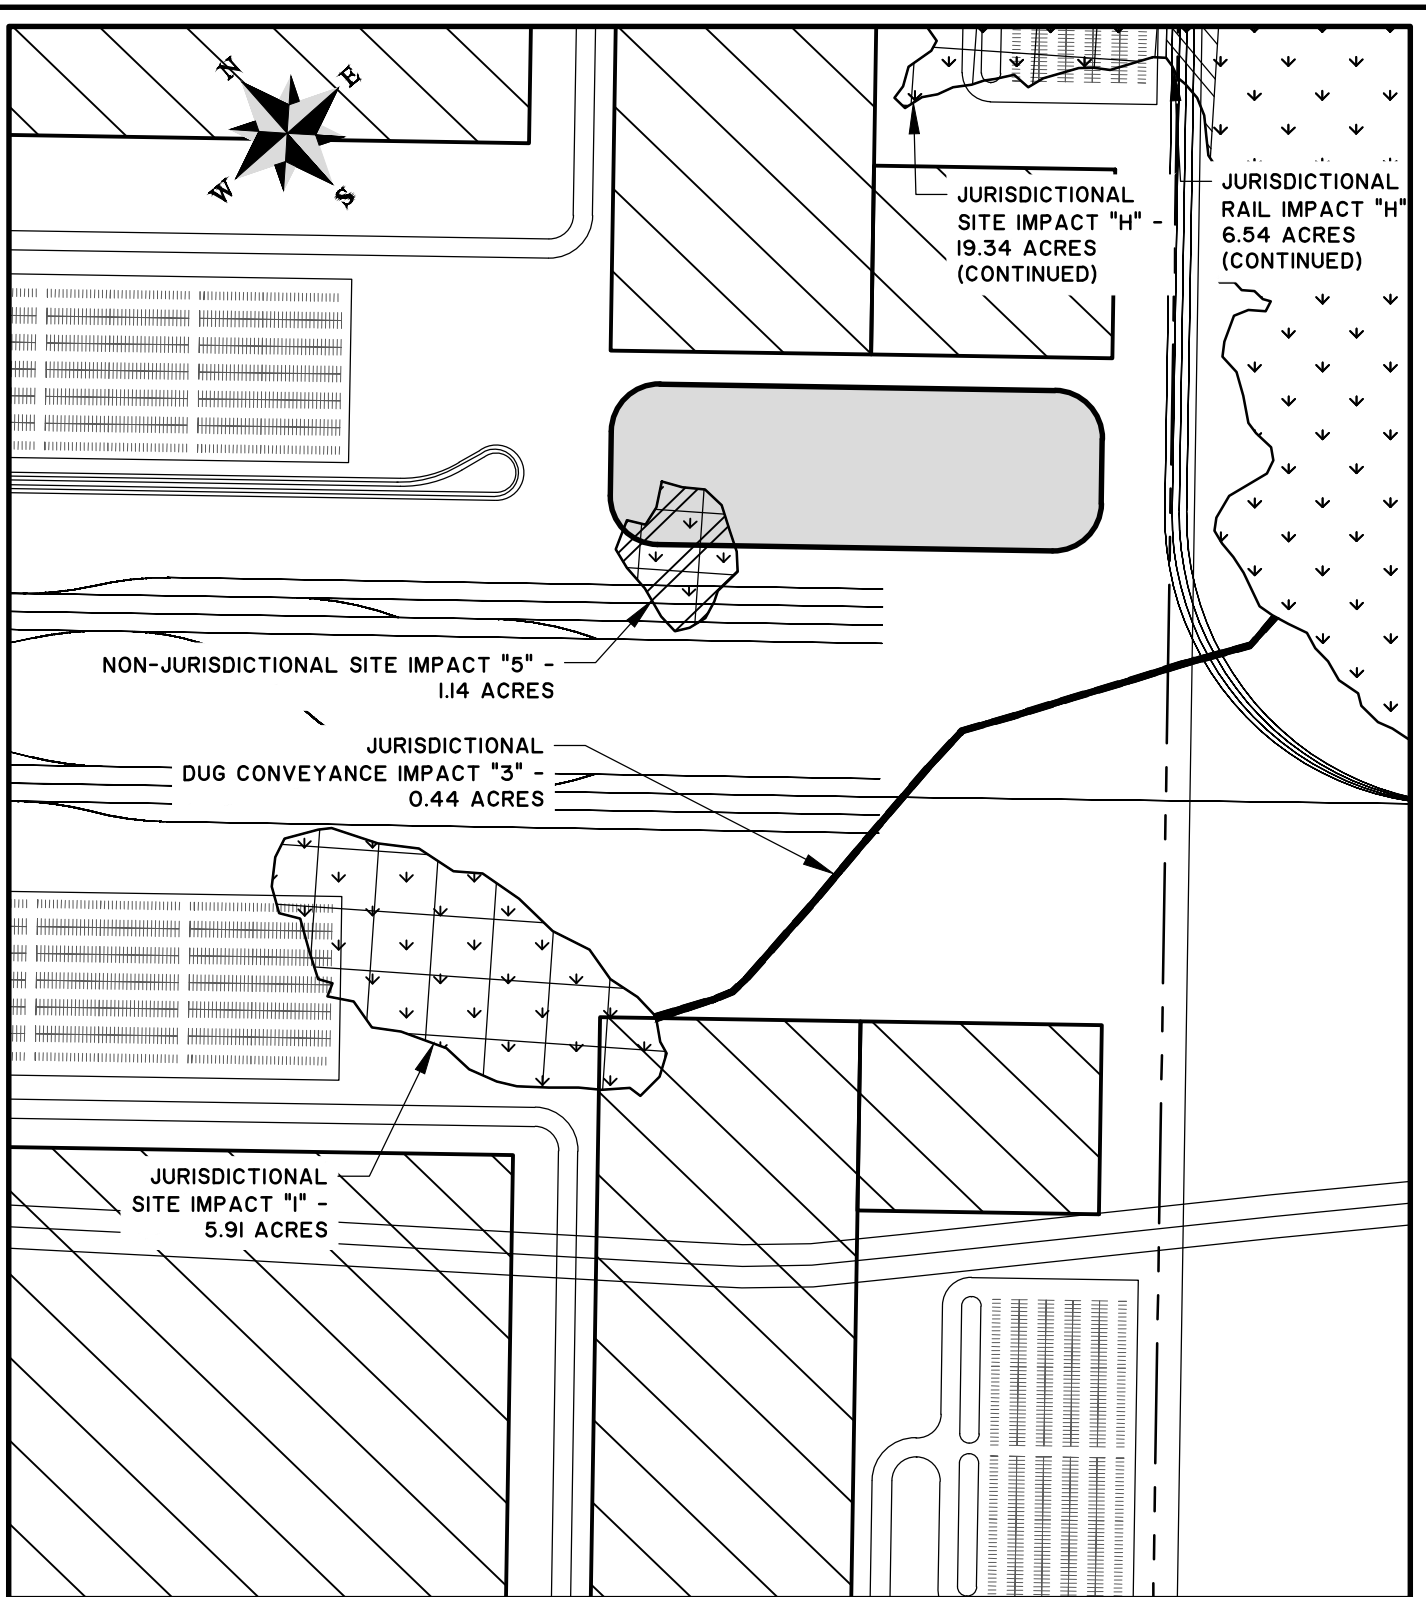 N
E
W
S
JURISDICTIONAL
SITE IMPACT "H" -
19.34 ACRES
(CONTINUED)
JURISDICTIONAL
RAIL IMPACT "H"
6.54 ACRES
(CONTINUED)
NON-JURISDICTIONAL SITE IMPACT "5" -
1.14 ACRES
JURISDICTIONAL
DUG CONVEYANCE IMPACT "3" -
0.44 ACRES
JURISDICTIONAL
SITE IMPACT "I" -
5.91 ACRES